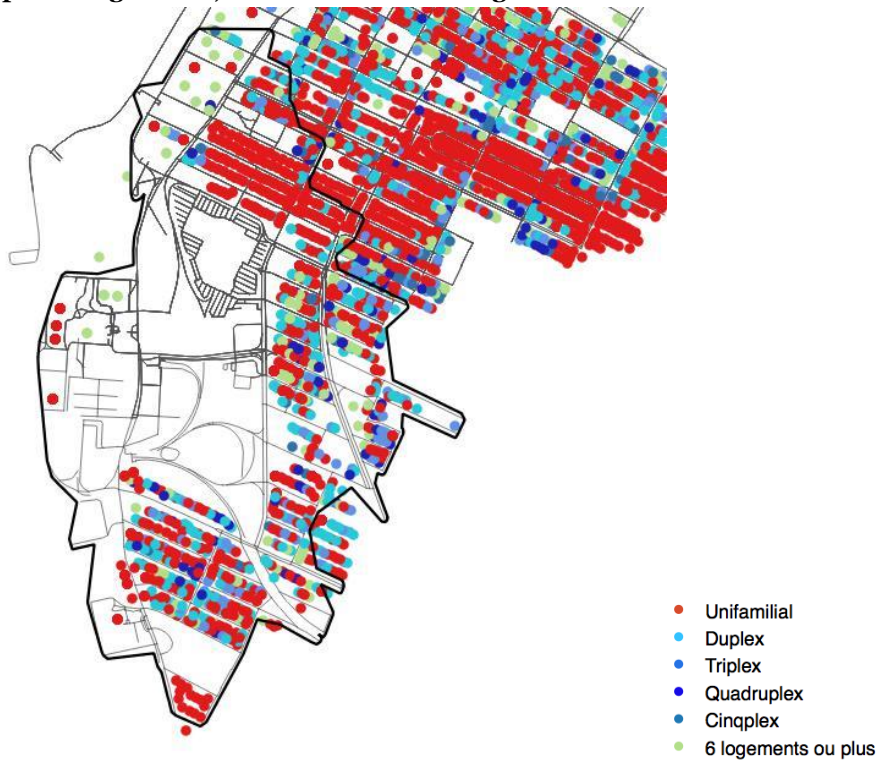 Unifamilial
Duplex
Triplex
Quadruplex
Cinqplex
6 logements ou plus